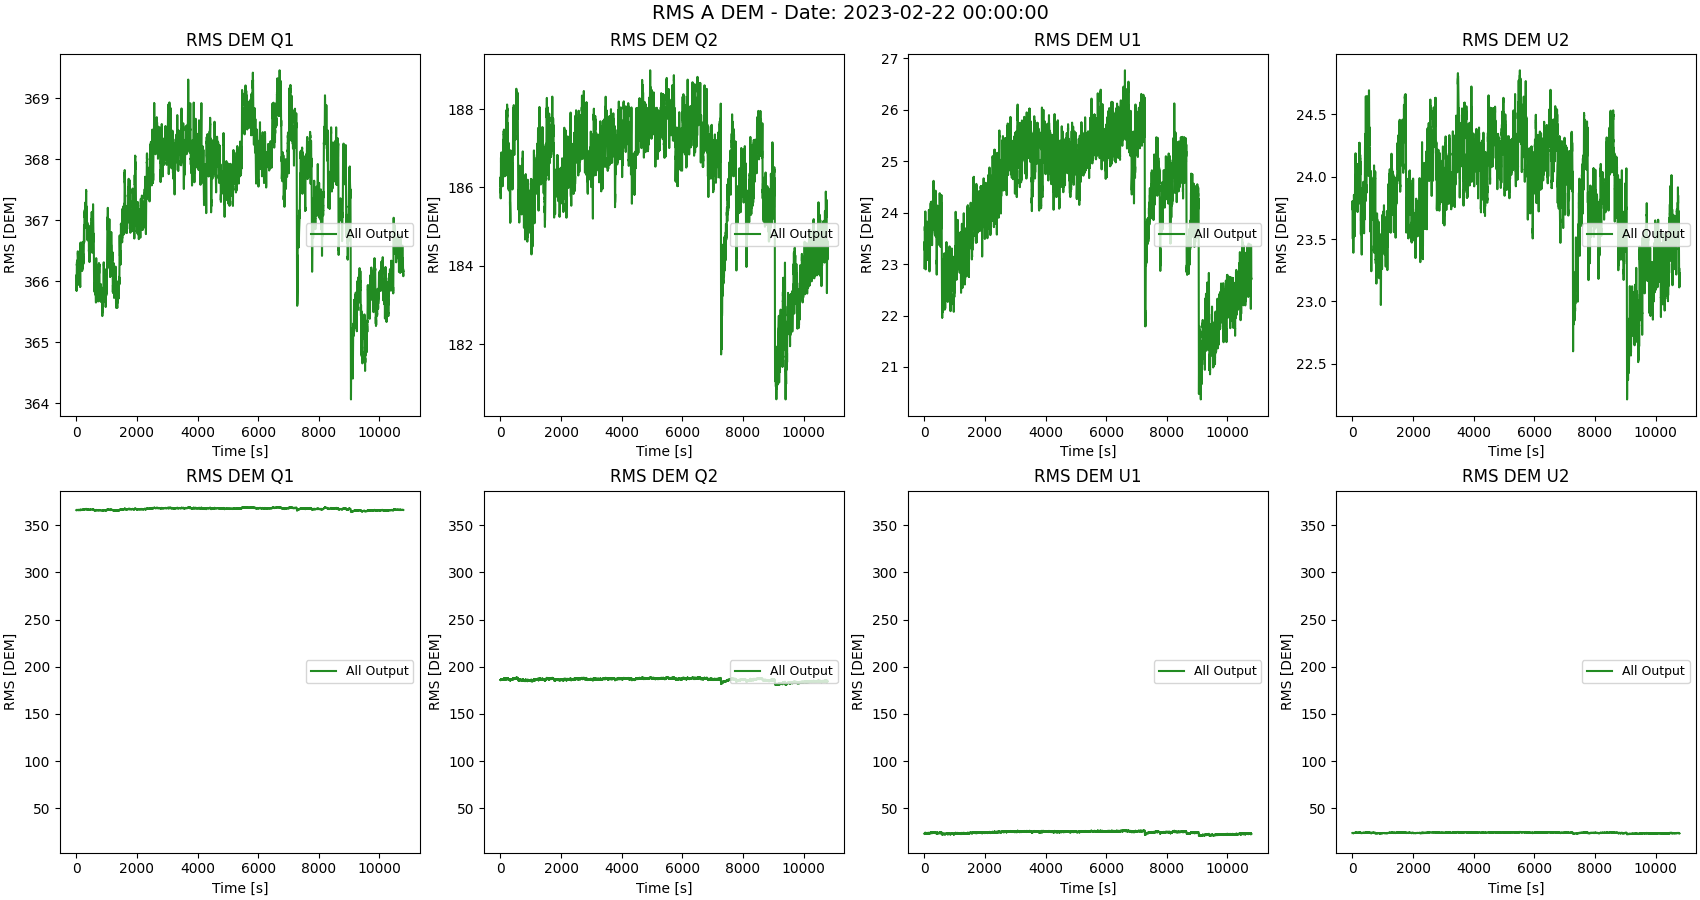 RMS A DEM - Date: 2023-02-22 00:00:00
RMS DEM Q1
RMS DEM Q2
RMS DEM U1
RMS DEM U2
RMS [DEM]
369
368
367
366
365
364
All Output
0 2000 4000 6000 8000 10000
Time [s]
RMS [DEM]
188
186
184
182
All Output
0 2000 4000 6000 8000 10000
Time [s]
RMS [DEM]
27
26
25
24
23
22
21
All Output
0 2000 4000 6000 8000 10000
Time [s]
RMS [DEM]
24.5
24.0
23.5
23.0
22.5
All Output
0 2000 4000 6000 8000 10000
Time [s]
RMS DEM Q1
RMS DEM Q2
RMS DEM U1
RMS DEM U2
RMS [DEM]
350
300
250
200
150
100
50
All Output
0 2000 4000 6000 8000 10000
Time [s]
RMS [DEM]
350
300
250
200
150
100
50
All Output
0 2000 4000 6000 8000 10000
Time [s]
RMS [DEM]
350
300
250
200
150
100
50
All Output
0 2000 4000 6000 8000 10000
Time [s]
RMS [DEM]
350
300
250
200
150
100
50
All Output
0 2000 4000 6000 8000 10000
Time [s]